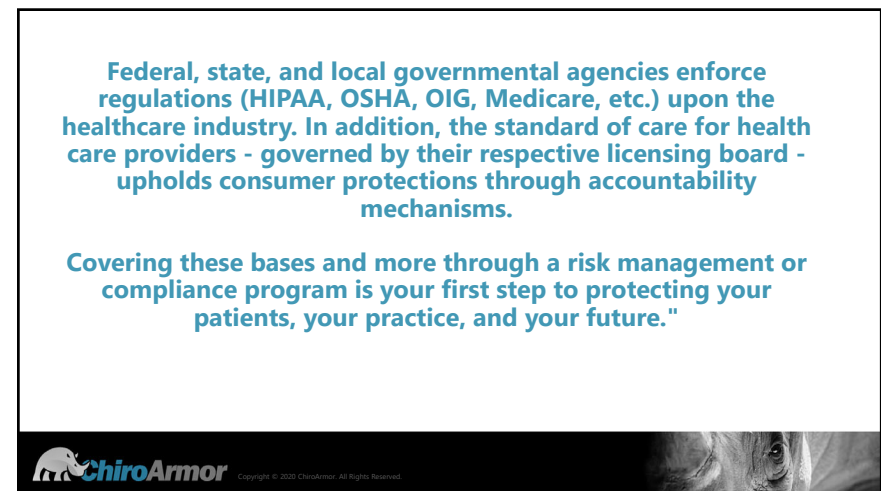 Federal, state, and local governmental agencies enforce
regulations (HIPAA, OSHA, OIG, Medicare, etc.) upon the
healthcare industry. In addition, the standard of care for health
care providers - governed by their respective licensing board -
upholds consumer protections through accountability
mechanisms.
Covering these bases and more through a risk management or
compliance program is your first step to protecting your
patients, your practice, and your future."
ChiroArmor Copyright © 2020 ChiroArmor. All Rights Reserved.